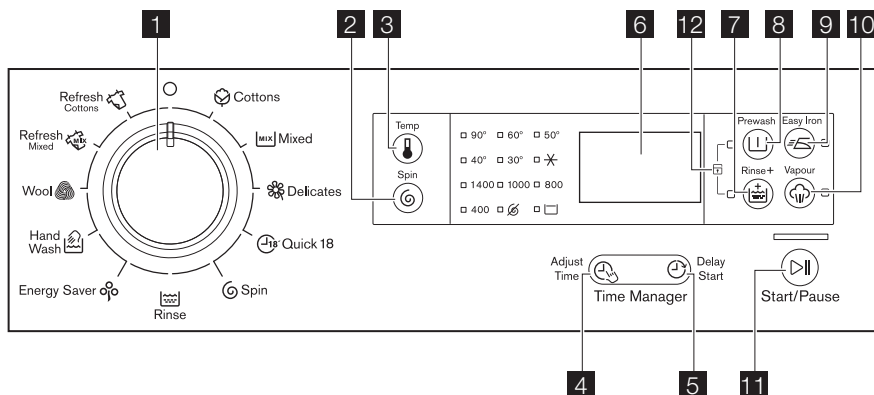 1
2
3
6
12
7
8
9
10
Refresh
Cottons
Cottons
Refresh
Mixed
MIX
MIX
Mixed
Wool
Delicates
Hand
Wash
18'
Quick 18
Energy Saver
Spin
Rinse
Temp
Spin
90° 60° 50°
40° 30°
1400 1000 800
400
Prewash
Easy Iron
Rinse+
Vapour
Adjust
Time
Delay
Start
Time Manager
Start/Pause
4
5
11